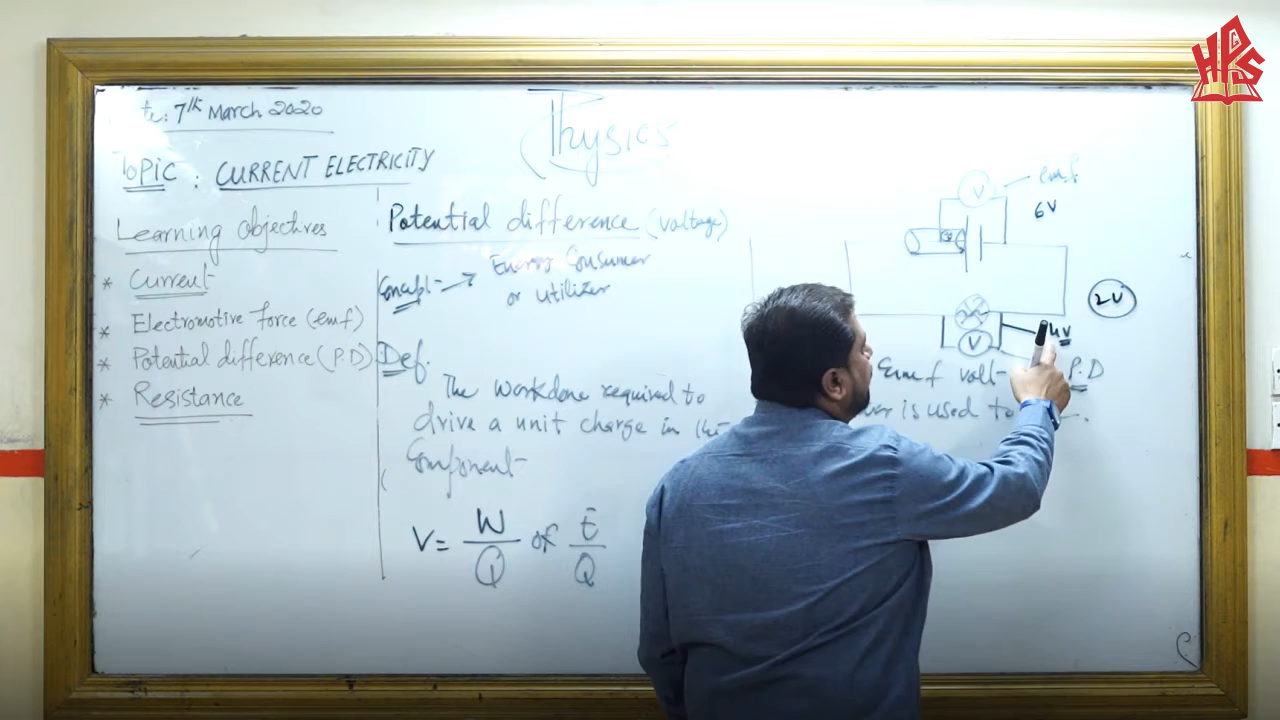 HPGS
7th March 2020
Physics
Topic : CURRENT ELECTRICITY
Learning objectives
* Current
* Electromotive force (emf)
* Potential difference (P.D)
* Resistance
Potential difference (voltage)
Concept → Energy Consumer
or utilizer
Def.
The workdone required to
drive a unit charge in the
Component
V = W/Q or E/Q
V
emf
6V
2V
V
4V
Emf volt P.D
is used to